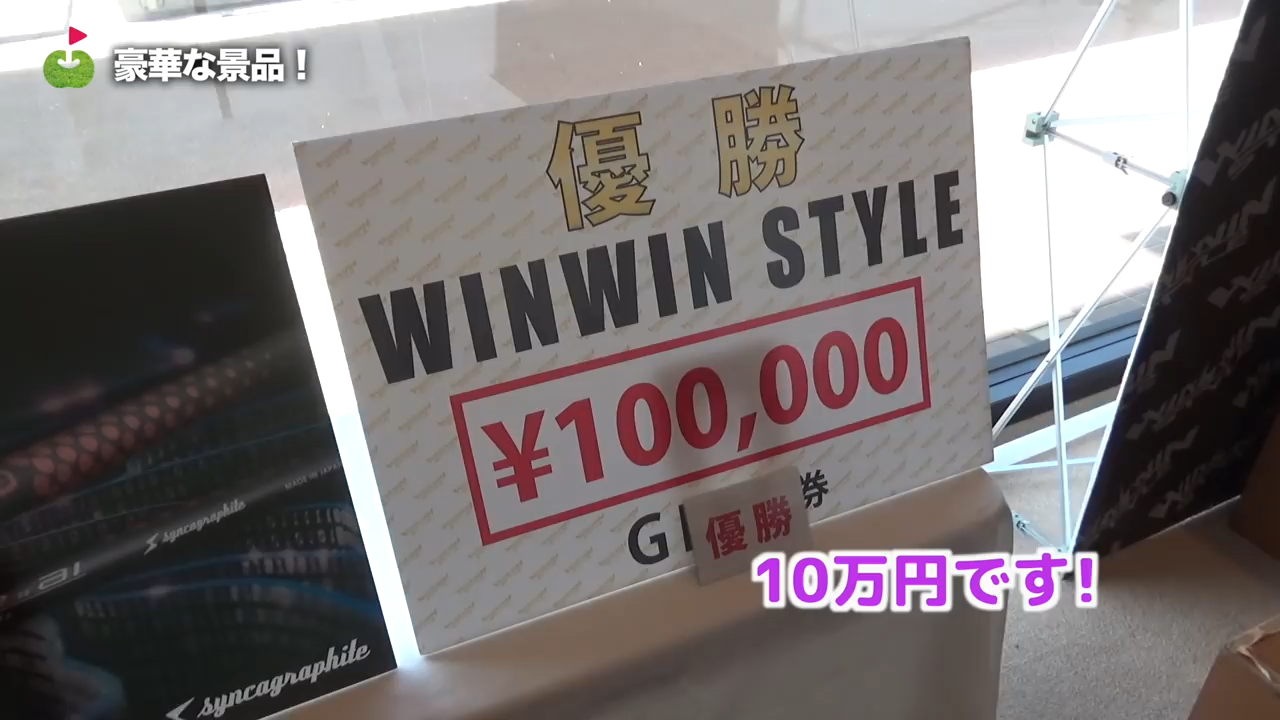 豪華な景品！
優勝
WINWIN STYLE
¥100,000
優勝
券
10万円です!
MADE IN JAPAN
syncagraphite
syncagraphite